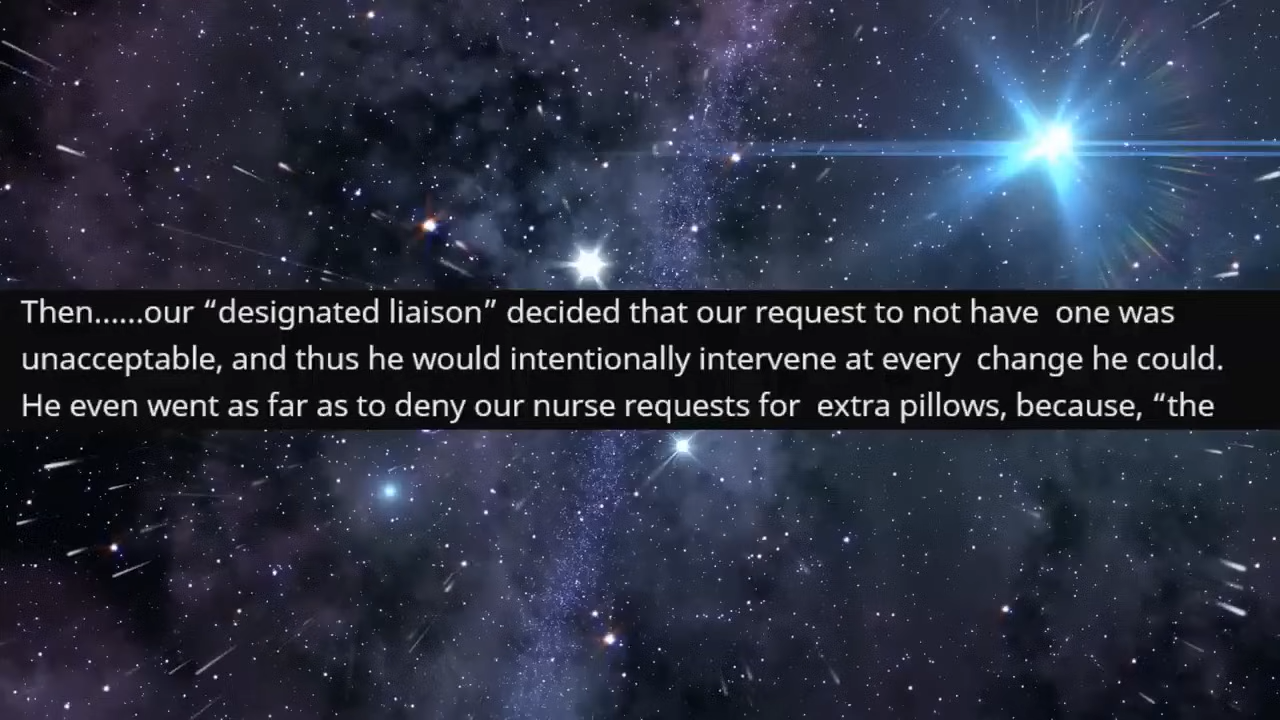 Then......our “designated liaison” decided that our request to not have  one was
unacceptable, and thus he would intentionally intervene at every  change he could.
He even went as far as to deny our nurse requests for  extra pillows, because, “the